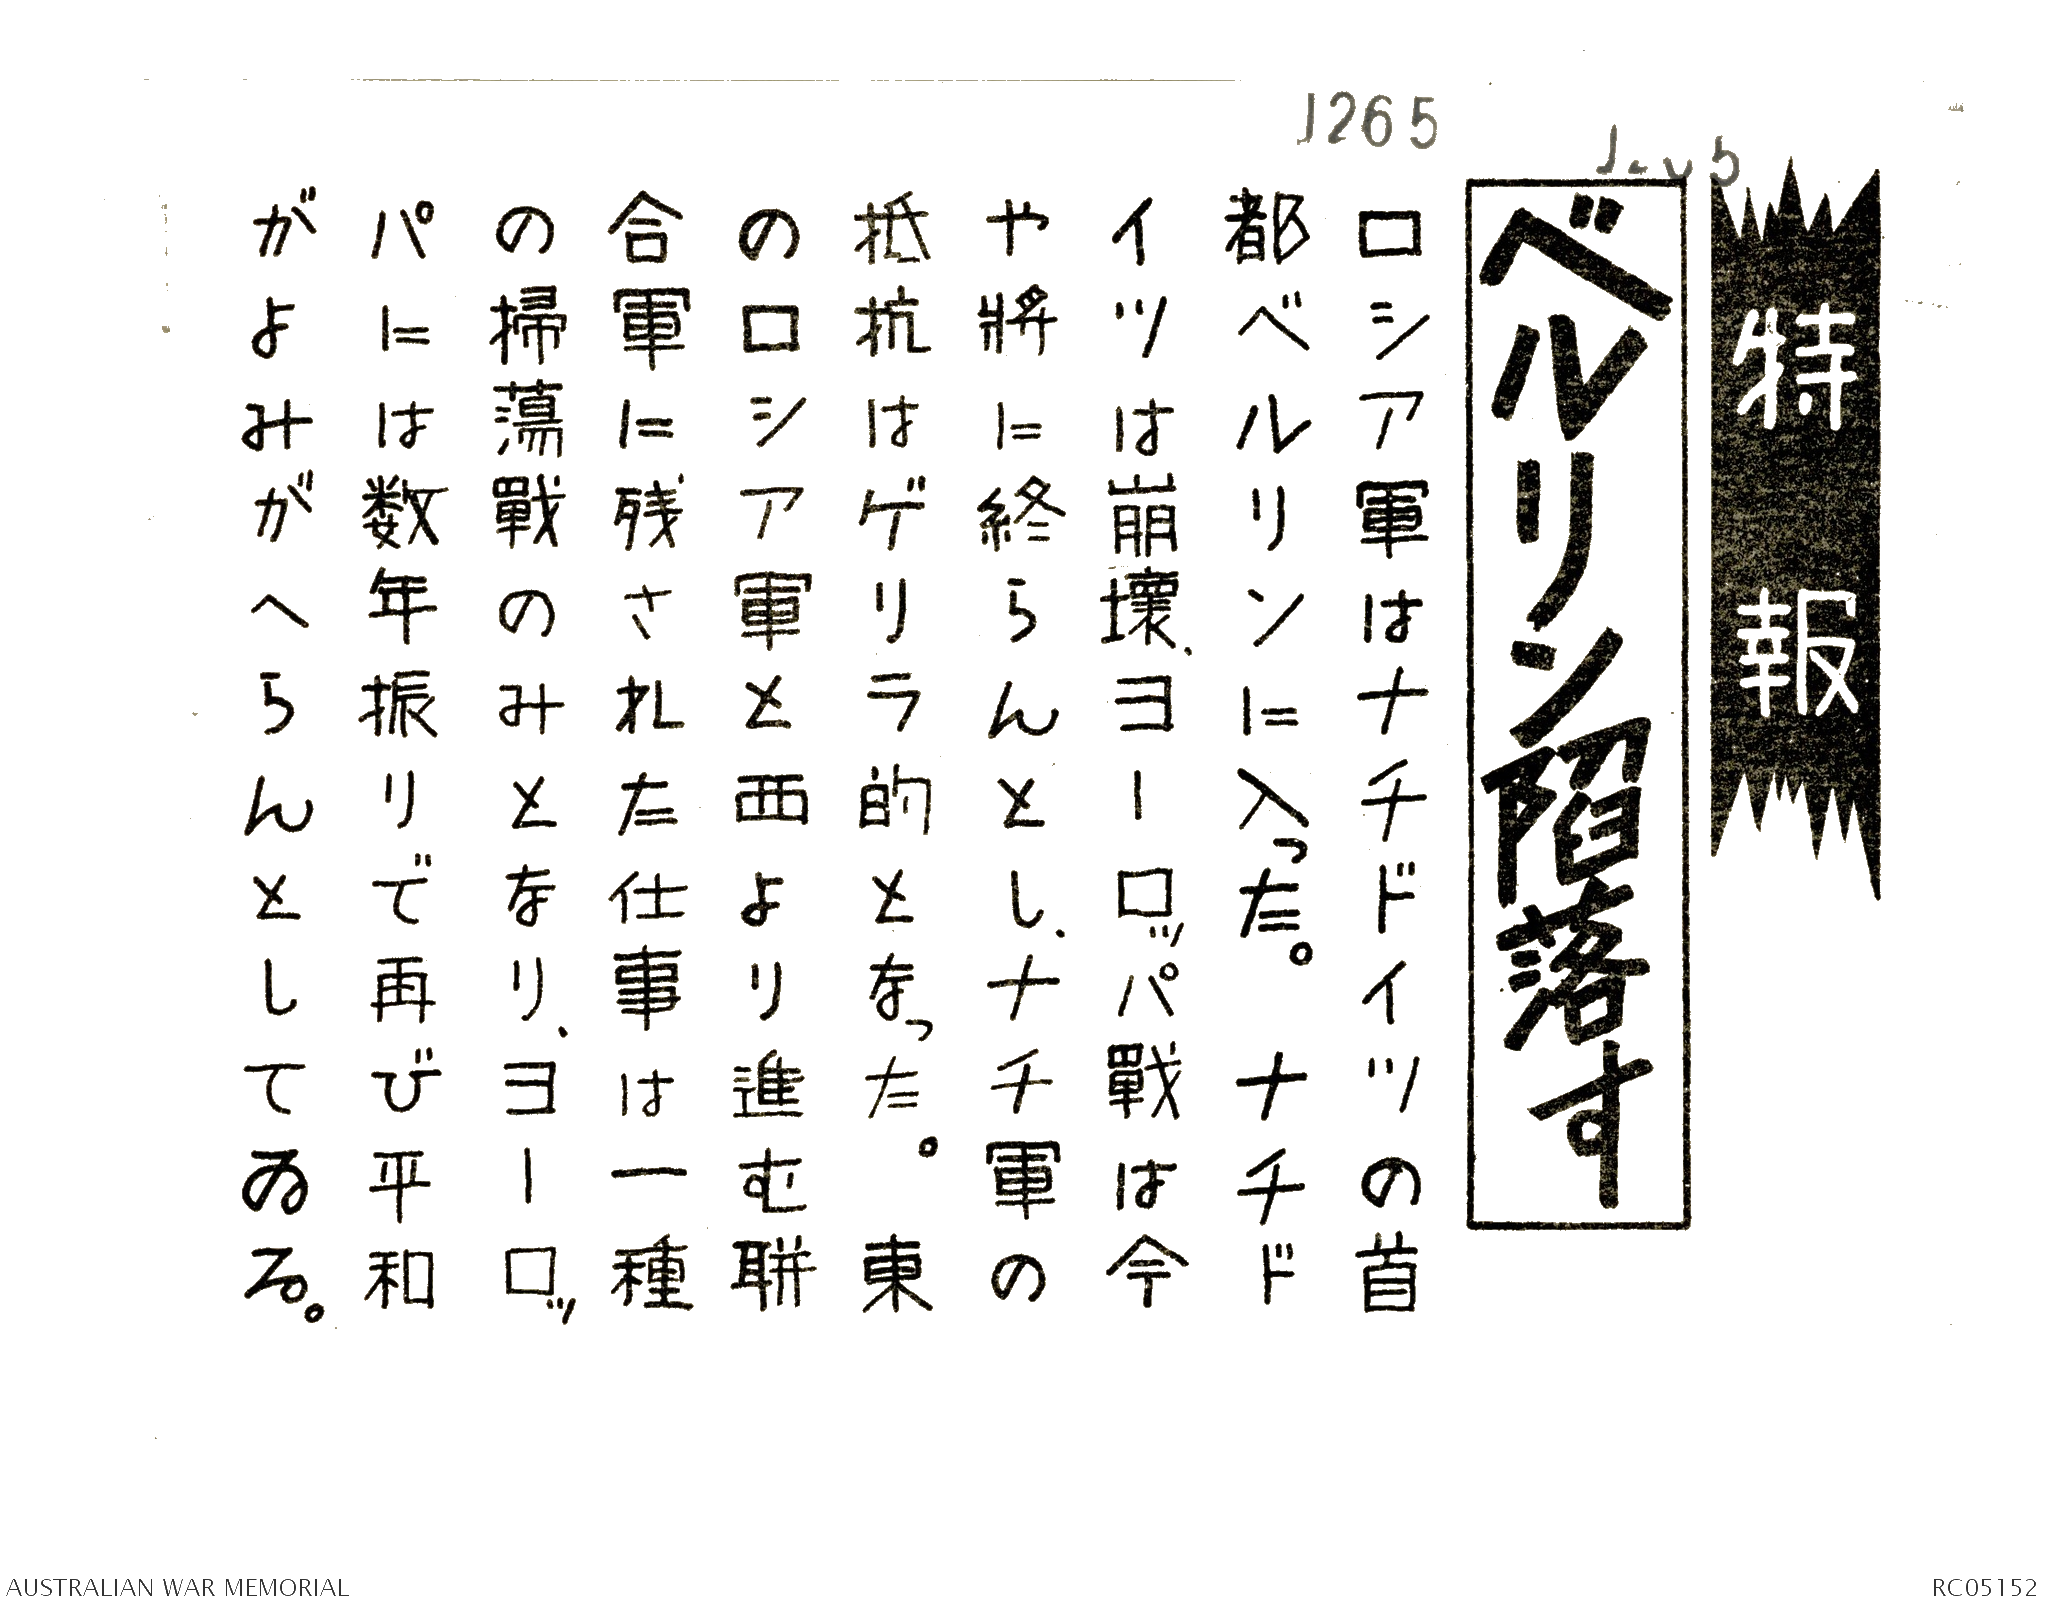 J265
特報
ベルリン陥落す
ロシア軍はナチドイツの首
都ベルリンに入った。ナチド
イツは崩壊、ヨーロッパ戰は今
や將に終らんとし、ナチ軍の
抵抗はゲリラ的となった。東
のロシア軍と西より進む聨
合軍に残された仕事は一種
の掃蕩戰のみとなり、ヨーロッ
パには数年振りで再び平和
がよみがへらんとしてゐる。
AUSTRALIAN WAR MEMORIAL
RC05152